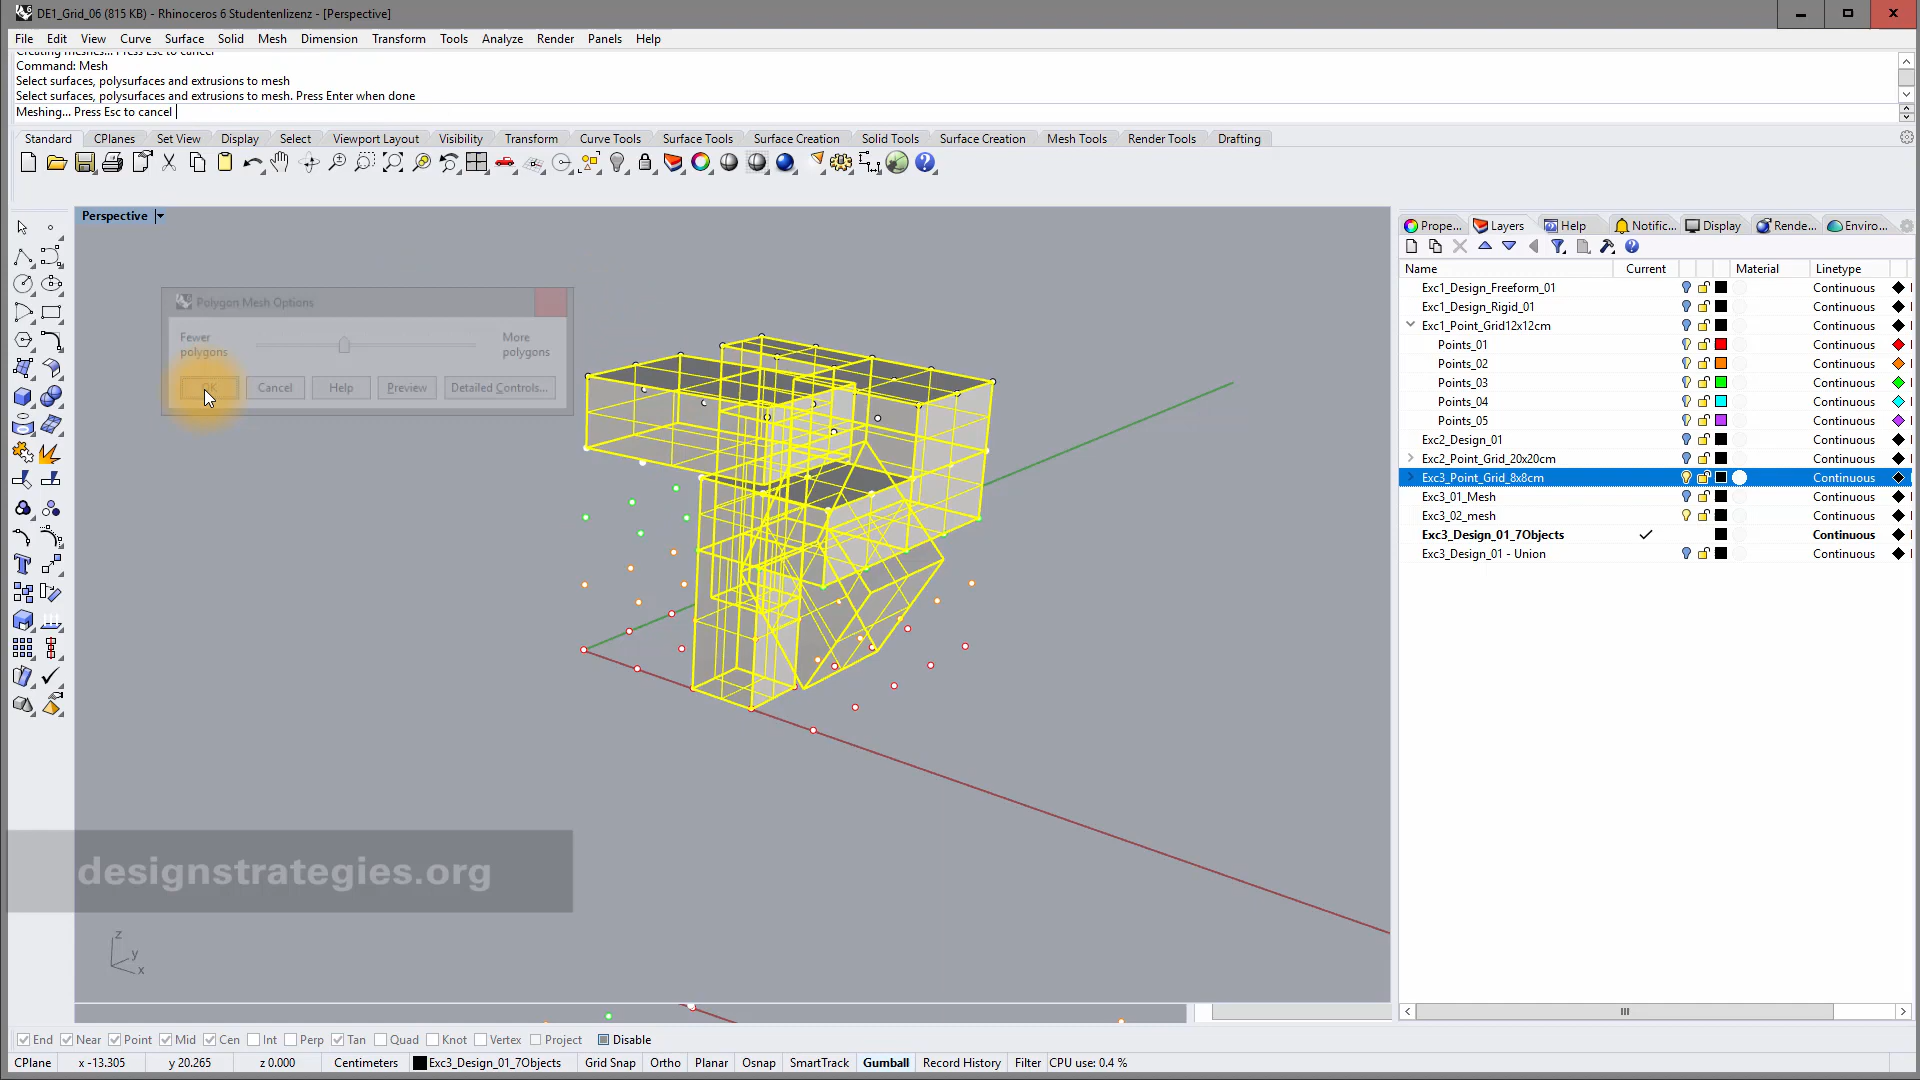 DE1_Grid_06 (815 KB) - Rhinoceros 6 Studentenlizenz - [Perspective]
File Edit View Curve Surface Solid Mesh Dimension Transform Tools Analyze Render Panels Help
Creating meshes... Press Esc to cancel
Command: Mesh
Select surfaces, polysurfaces and extrusions to mesh
Select surfaces, polysurfaces and extrusions to mesh. Press Enter when done
Meshing... Press Esc to cancel
Standard CPlanes Set View Display Select Viewport Layout Visibility Transform Curve Tools Surface Tools Surface Creation Solid Tools Surface Creation Mesh Tools Render Tools Drafting
Perspective
Prope... Layers Help Notific... Display Rende... Enviro...
Name Current Material Linetype
Exc1_Design_Freeform_01 Continuous
Exc1_Design_Rigid_01 Continuous
Exc1_Point_Grid12x12cm Continuous
Points_01 Continuous
Points_02 Continuous
Points_03 Continuous
Points_04 Continuous
Points_05 Continuous
Exc2_Design_01 Continuous
Exc2_Point_Grid_20x20cm Continuous
Exc3_Point_Grid_8x8cm Continuous
Exc3_01_Mesh Continuous
Exc3_02_mesh Continuous
Exc3_Design_01_7Objects Continuous
Exc3_Design_01 - Union Continuous
Polygon Mesh Options
Fewer polygons
More polygons
OK Cancel Help Preview Detailed Controls...
designstrategies.org
z
y
x
End Near Point Mid Cen Int Perp Tan Quad Knot Vertex Project Disable
CPlane x -13.305 y 20.265 z 0.000 Centimeters Exc3_Design_01_7Objects Grid Snap Ortho Planar Osnap SmartTrack Gumball Record History Filter CPU use: 0.4 %